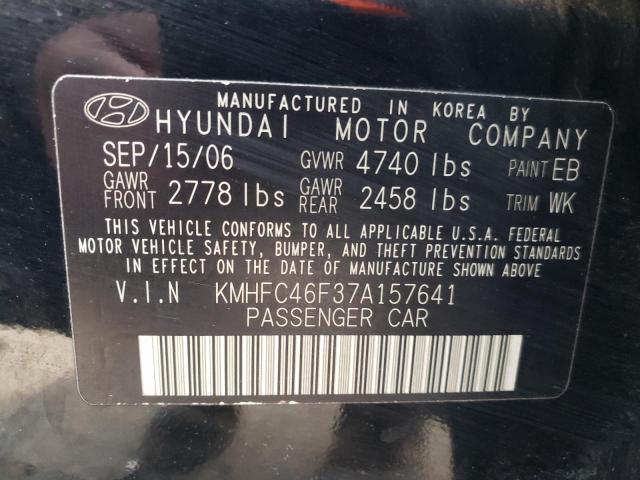 MANUFACTURED IN KOREA BY
HYUNDAI MOTOR COMPANY
SEP/15/06 GVWR 4740 lbs PAINT EB
GAWR FRONT 2778 lbs GAWR REAR 2458 lbs TRIM WK
THIS VEHICLE CONFORMS TO ALL APPLICABLE U.S.A. FEDERAL
MOTOR VEHICLE SAFETY, BUMPER, AND THEFT PREVENTION STANDARDS
IN EFFECT ON THE DATE OF MANUFACTURE SHOWN ABOVE
V.I.N KMHFC46F37A157641
PASSENGER CAR